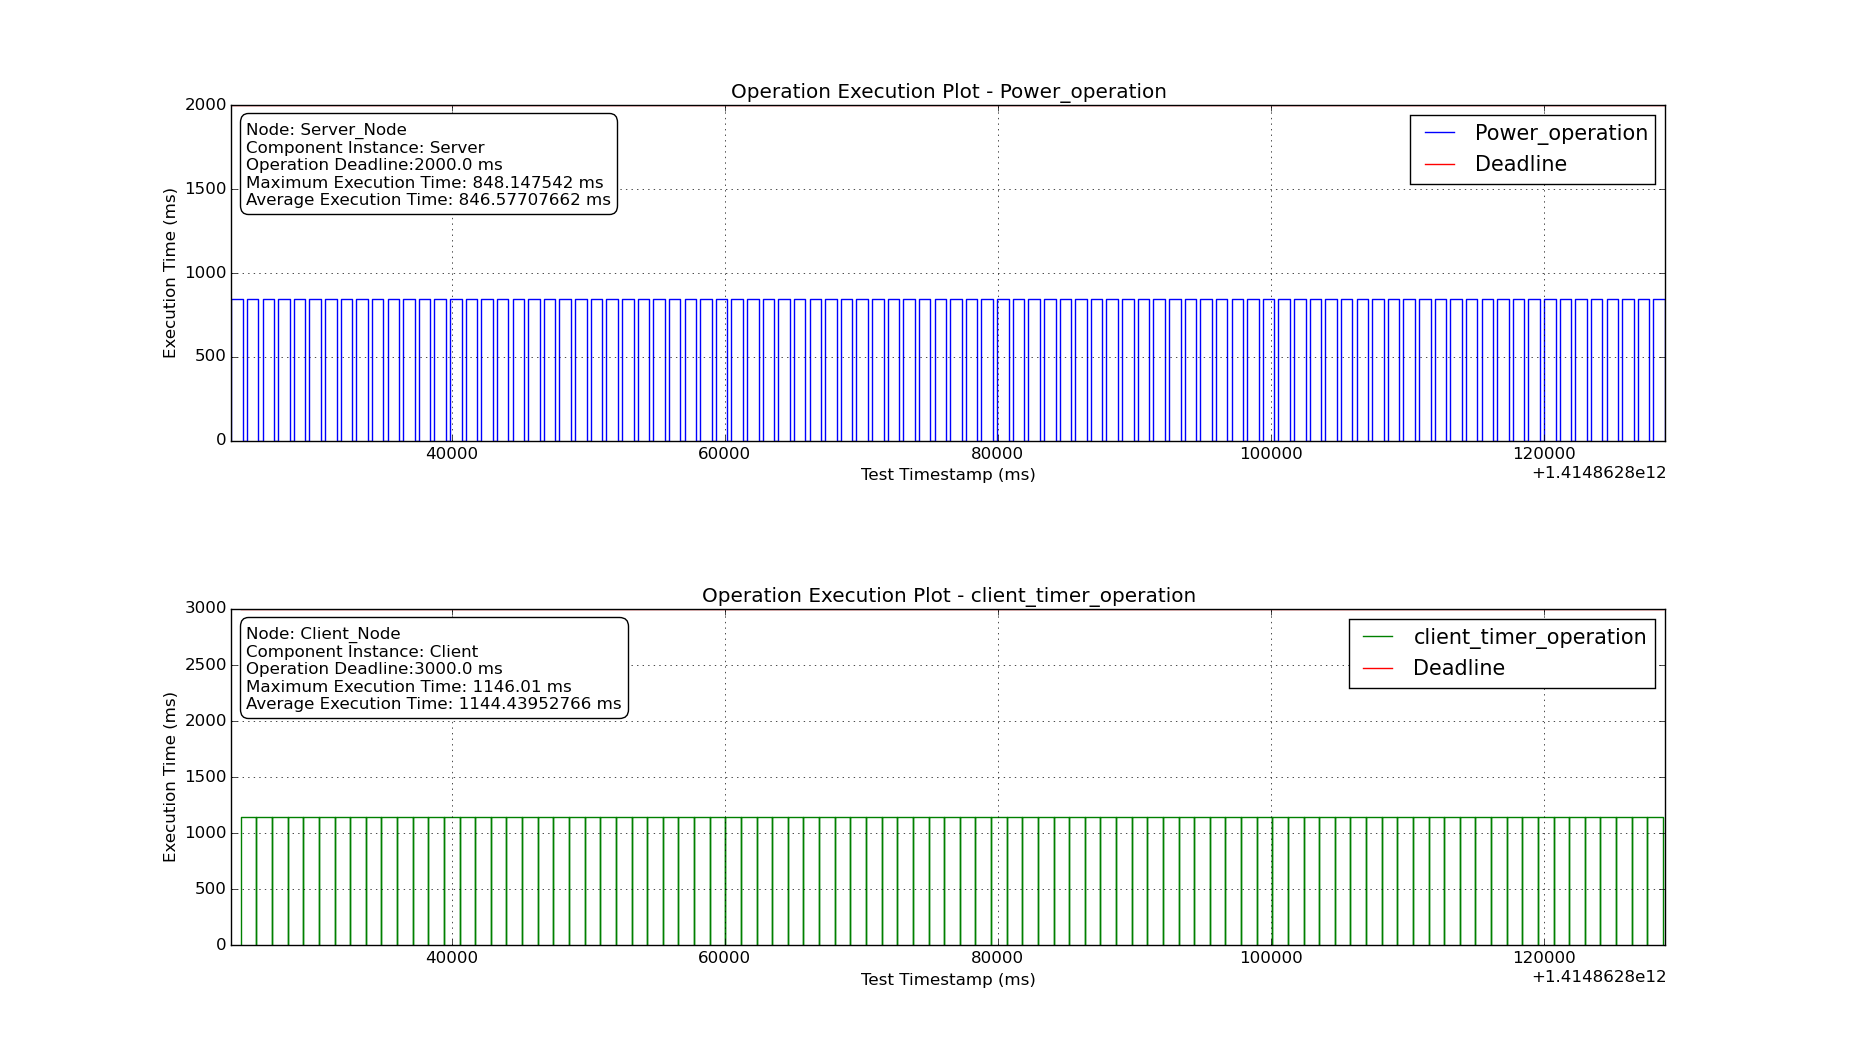 Operation Execution Plot - Power_operation
2000
1500
1000
500
0
Execution Time (ms)
Node: Server_Node
Component Instance: Server
Operation Deadline:2000.0 ms
Maximum Execution Time: 848.147542 ms
Average Execution Time: 846.57707662 ms
Power_operation
Deadline
40000 60000 80000 100000 120000
+1.4148628e12
Test Timestamp (ms)
Operation Execution Plot - client_timer_operation
3000
2500
2000
1500
1000
500
0
Execution Time (ms)
Node: Client_Node
Component Instance: Client
Operation Deadline:3000.0 ms
Maximum Execution Time: 1146.01 ms
Average Execution Time: 1144.43952766 ms
client_timer_operation
Deadline
40000 60000 80000 100000 120000
+1.4148628e12
Test Timestamp (ms)